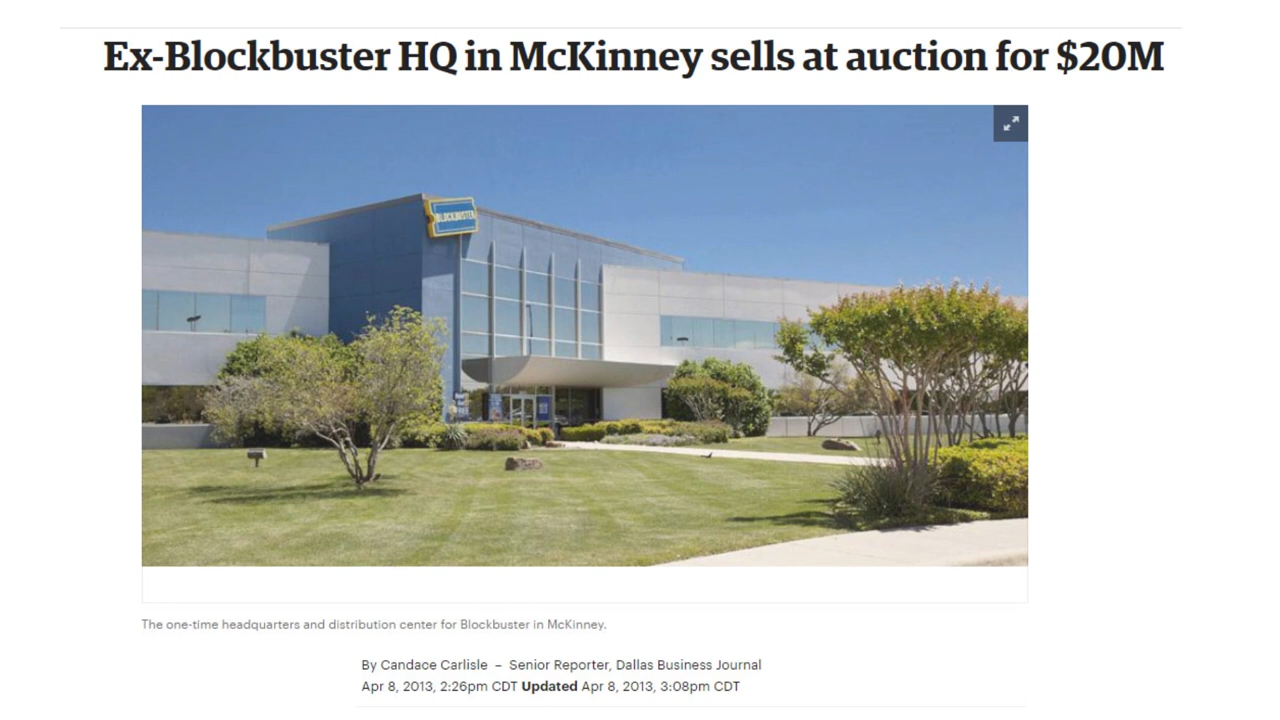 Ex-Blockbuster HQ in McKinney sells at auction for $20M
BLOCKBUSTER
The one-time headquarters and distribution center for Blockbuster in McKinney.
By Candace Carlisle – Senior Reporter, Dallas Business Journal
Apr 8, 2013, 2:26pm CDT Updated Apr 8, 2013, 3:08pm CDT